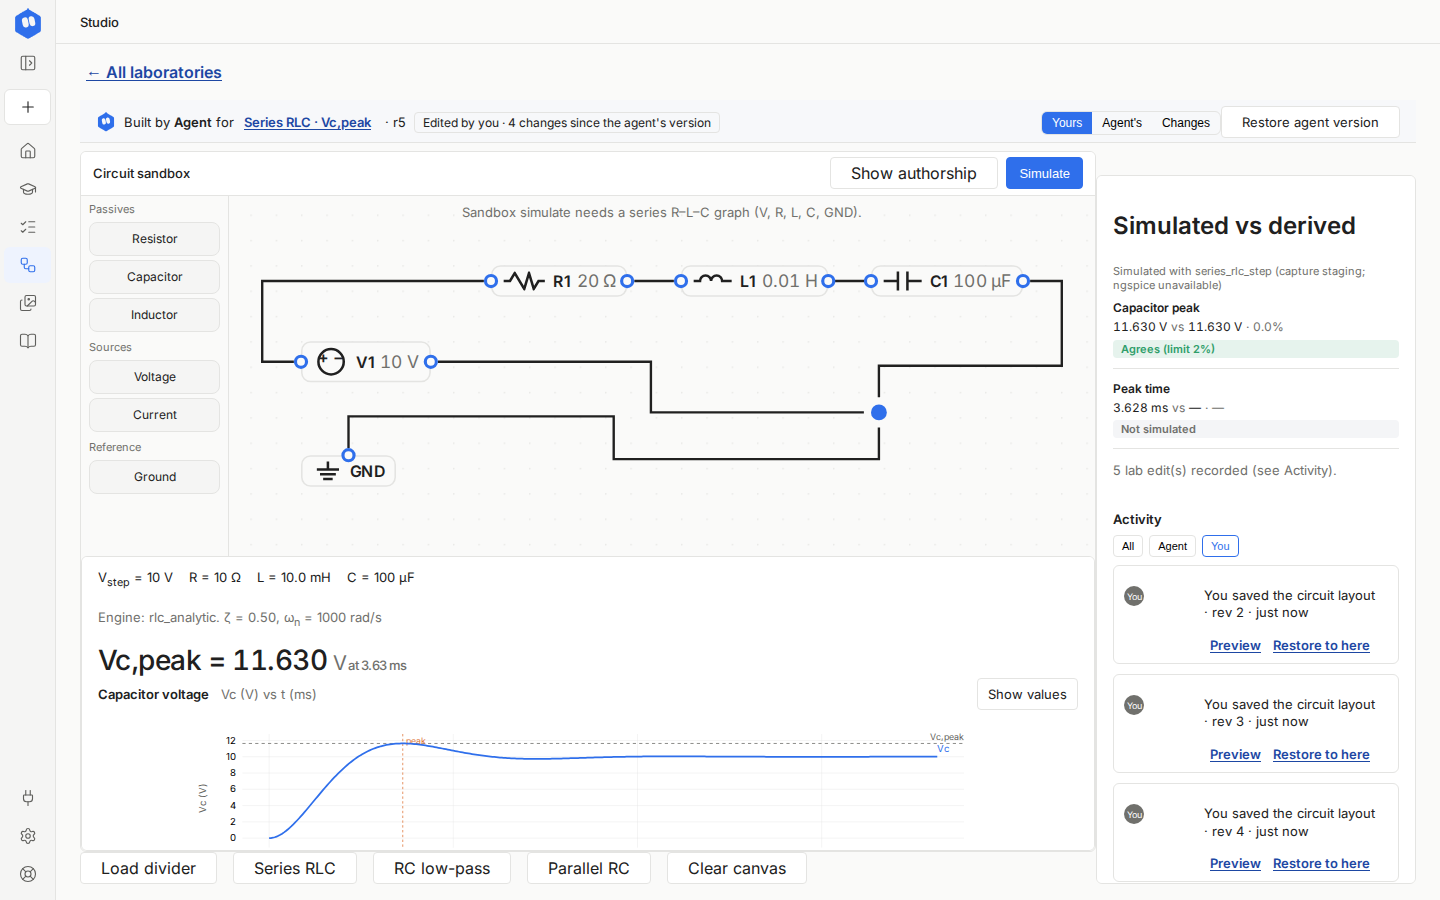 Studio
← All laboratories
Built by Agent for Series RLC · Vc,peak · r5 Edited by you · 4 changes since the agent's version
Yours Agent's Changes Restore agent version
Circuit sandbox
Show authorship Simulate
Passives
Resistor
Capacitor
Inductor
Sources
Voltage
Current
Reference
Ground
Sandbox simulate needs a series R–L–C graph (V, R, L, C, GND).
R1 20 Ω
L1 0.01 H
C1 100 µF
V1 10 V
GND
Vstep = 10 V R = 10 Ω L = 10.0 mH C = 100 µF
Engine: rlc_analytic. ζ = 0.50, ωn = 1000 rad/s
Vc,peak = 11.630 V at 3.63 ms
Capacitor voltage Vc (V) vs t (ms)
Show values
Vc (V)
12
10
8
6
4
2
0
peak
Vc,peak
Vc
Load divider Series RLC RC low-pass Parallel RC Clear canvas
Simulated vs derived
Simulated with series_rlc_step (capture staging;
ngspice unavailable)
Capacitor peak
11.630 V vs 11.630 V · 0.0%
Agrees (limit 2%)
Peak time
3.628 ms vs — · —
Not simulated
5 lab edit(s) recorded (see Activity).
Activity
All Agent You
You
You saved the circuit layout
· rev 2 · just now
Preview Restore to here
You
You saved the circuit layout
· rev 3 · just now
Preview Restore to here
You
You saved the circuit layout
· rev 4 · just now
Preview Restore to here